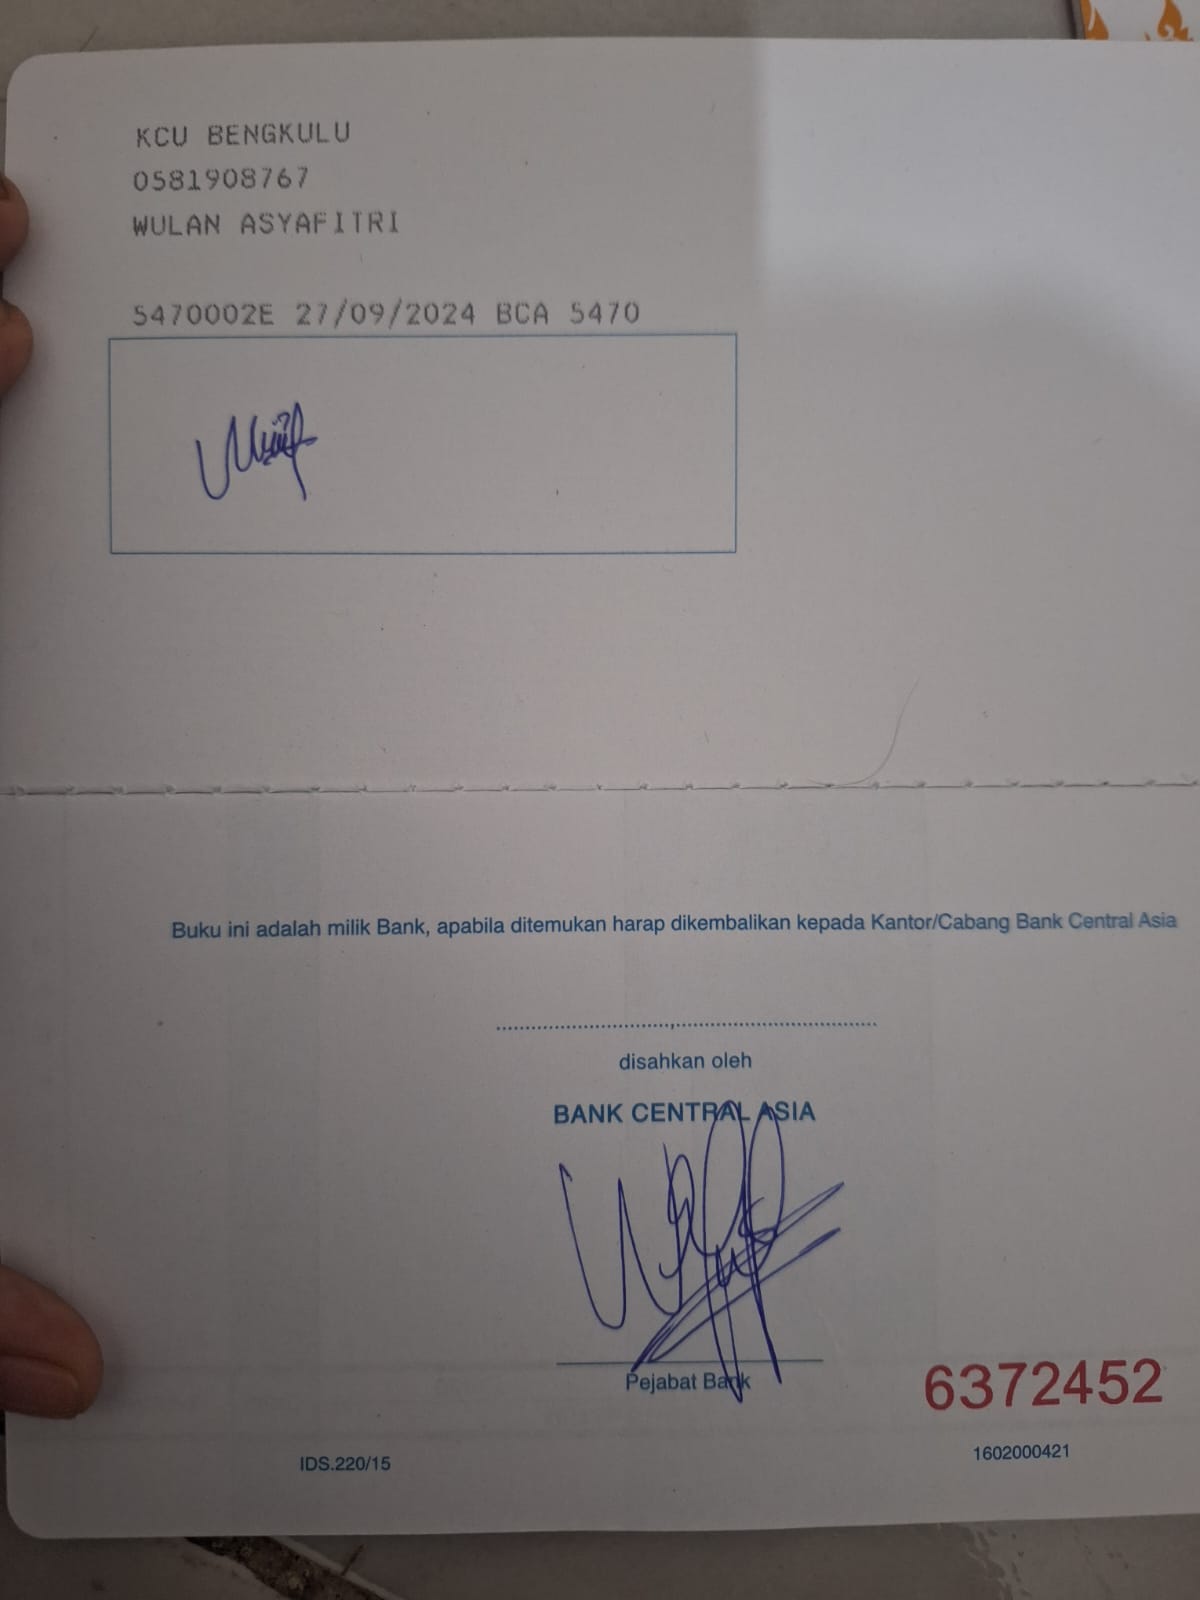 KCU BENGKULU
0581908767
WULAN ASYAFITRI
5470002E 27/09/2024 BCA 5470
Buku ini adalah milik Bank, apabila ditemukan harap dikembalikan kepada Kantor/Cabang Bank Central Asia
disahkan oleh
BANK CENTRAL ASIA
Pejabat Bank
6372452
IDS.220/15
1602000421